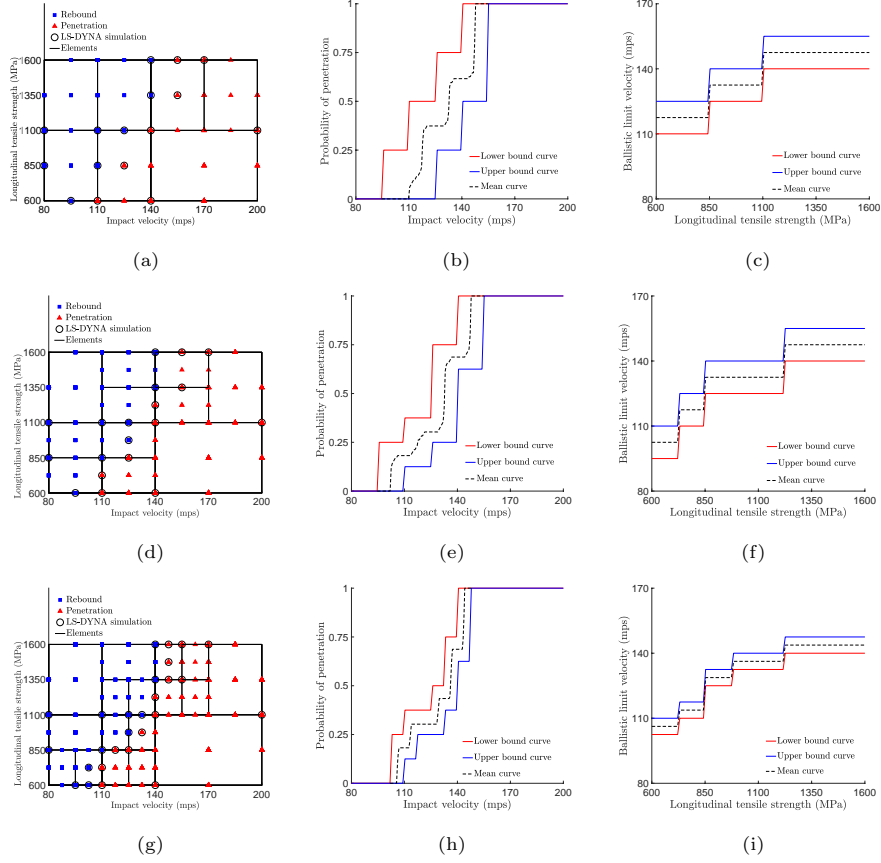 Rebound
Penetration
LS-DYNA simulation
Elements
Longitudinal tensile strength (MPa)
1600
1350
1100
850
600
80 110 140 170 200
Impact velocity (mps)
(a)
Probability of penetration
1
0.75
0.5
0.25
0
Lower bound curve
Upper bound curve
Mean curve
80 110 140 170 200
Impact velocity (mps)
(b)
Ballistic limit velocity (mps)
170
140
110
80
Lower bound curve
Upper bound curve
Mean curve
600 850 1100 1350 1600
Longitudinal tensile strength (MPa)
(c)
Rebound
Penetration
LS-DYNA simulation
Elements
Longitudinal tensile strength (MPa)
1600
1350
1100
850
600
80 110 140 170 200
Impact velocity (mps)
(d)
Probability of penetration
1
0.75
0.5
0.25
0
Lower bound curve
Upper bound curve
Mean curve
80 110 140 170 200
Impact velocity (mps)
(e)
Ballistic limit velocity (mps)
170
140
110
80
Lower bound curve
Upper bound curve
Mean curve
600 850 1100 1350 1600
Longitudinal tensile strength (MPa)
(f)
Rebound
Penetration
LS-DYNA simulation
Elements
Longitudinal tensile strength (MPa)
1600
1350
1100
850
600
80 110 140 170 200
Impact velocity (mps)
(g)
Probability of penetration
1
0.75
0.5
0.25
0
Lower bound curve
Upper bound curve
Mean curve
80 110 140 170 200
Impact velocity (mps)
(h)
Ballistic limit velocity (mps)
170
140
110
80
Lower bound curve
Upper bound curve
Mean curve
600 850 1100 1350 1600
Longitudinal tensile strength (MPa)
(i)